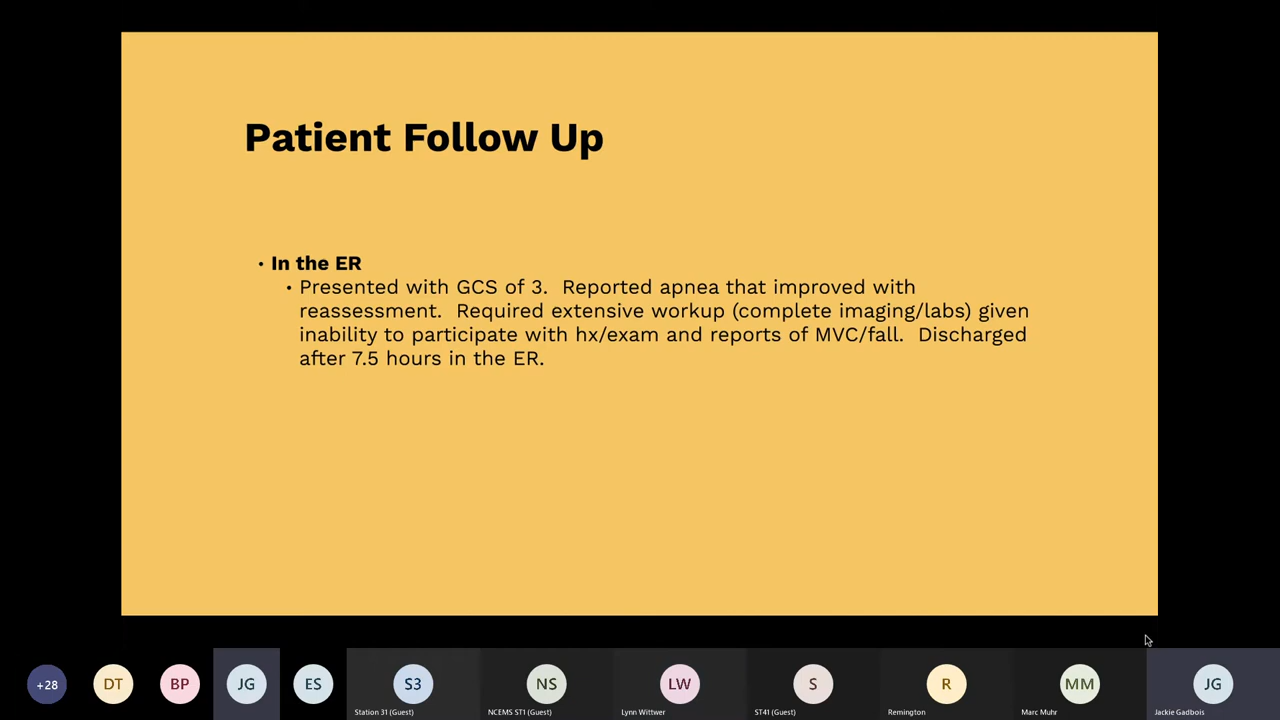 Patient Follow Up
• In the ER
• Presented with GCS of 3.  Reported apnea that improved with
reassessment.  Required extensive workup (complete imaging/labs) given
inability to participate with hx/exam and reports of MVC/fall.  Discharged
after 7.5 hours in the ER.
+28
DT
BP
JG
ES
S3
NS
LW
S
R
MM
JG
Station 31 (Guest)
NCEMS ST1 (Guest)
Lynn Wittwer
ST41 (Guest)
Remington
Marc Muhr
Jackie Gadbois